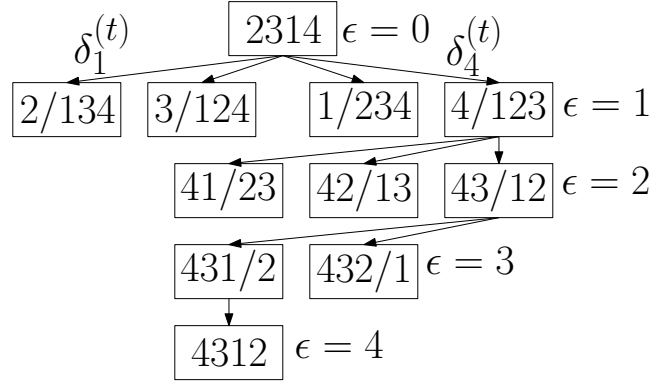 2314 ϵ = 0
δ₁⁽ᵗ⁾ δ₄⁽ᵗ⁾
2/134 3/124 1/234 4/123 ϵ = 1
41/23 42/13 43/12 ϵ = 2
431/2 432/1 ϵ = 3
4312 ϵ = 4